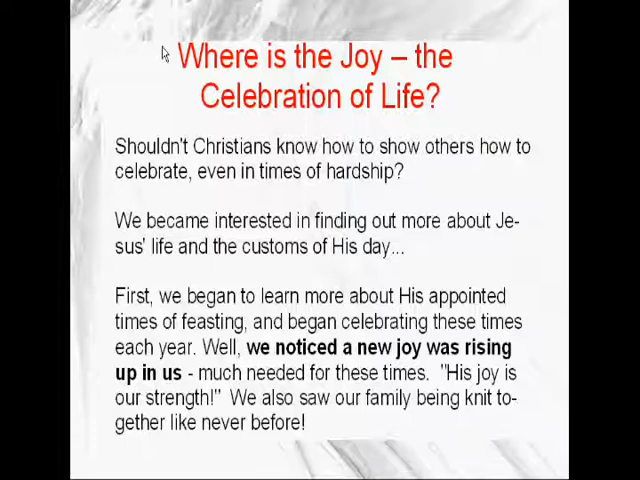 Where is the Joy – the
Celebration of Life?
Shouldn't Christians know how to show others how to
celebrate, even in times of hardship?
We became interested in finding out more about Je-
sus' life and the customs of His day...
First, we began to learn more about His appointed
times of feasting, and began celebrating these times
each year. Well, we noticed a new joy was rising
up in us - much needed for these times. "His joy is
our strength!" We also saw our family being knit to-
gether like never before!